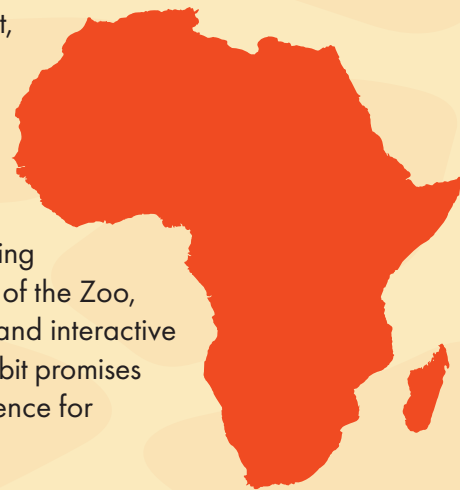 t,
ing
of the Zoo,
and interactive
bit promises
ence for